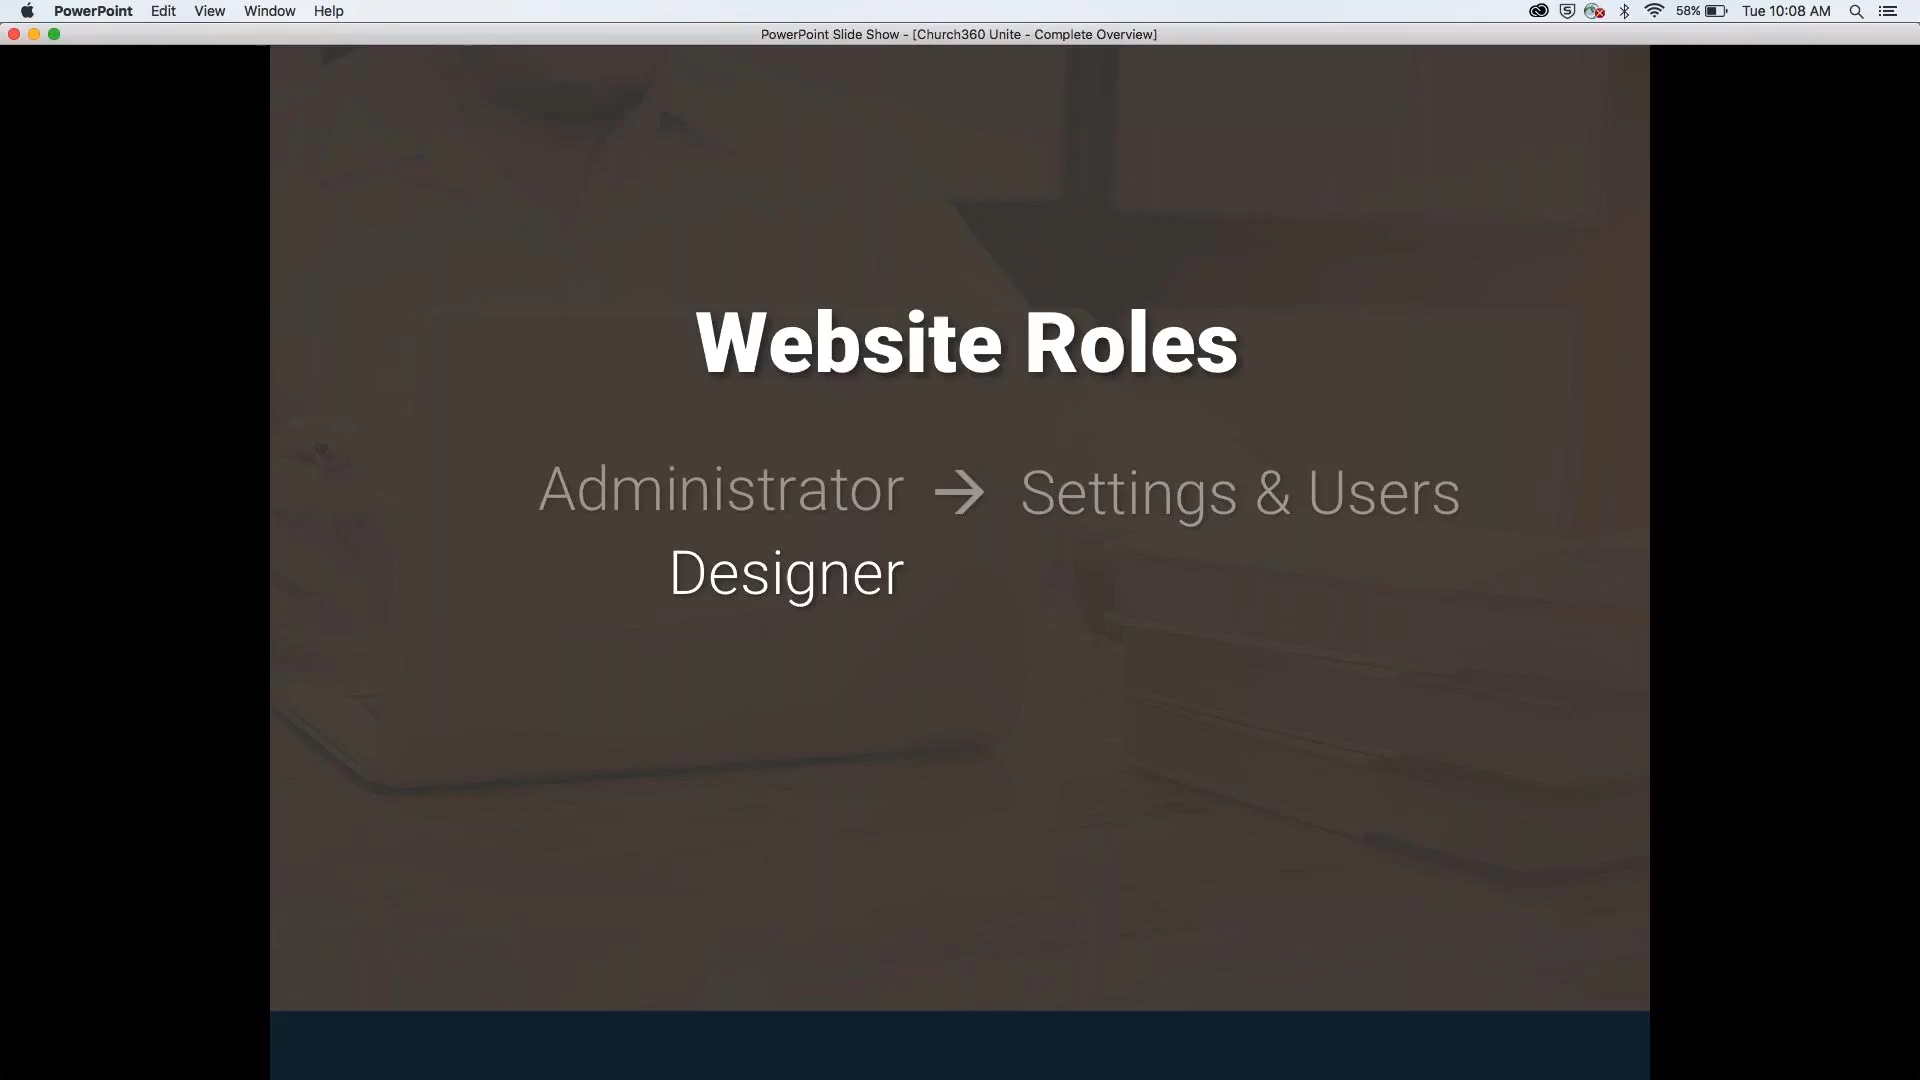 PowerPoint Edit View Window Help 58% Tue 10:08 AM
PowerPoint Slide Show - [Church360 Unite - Complete Overview]
Website Roles
Administrator → Settings & Users
Designer